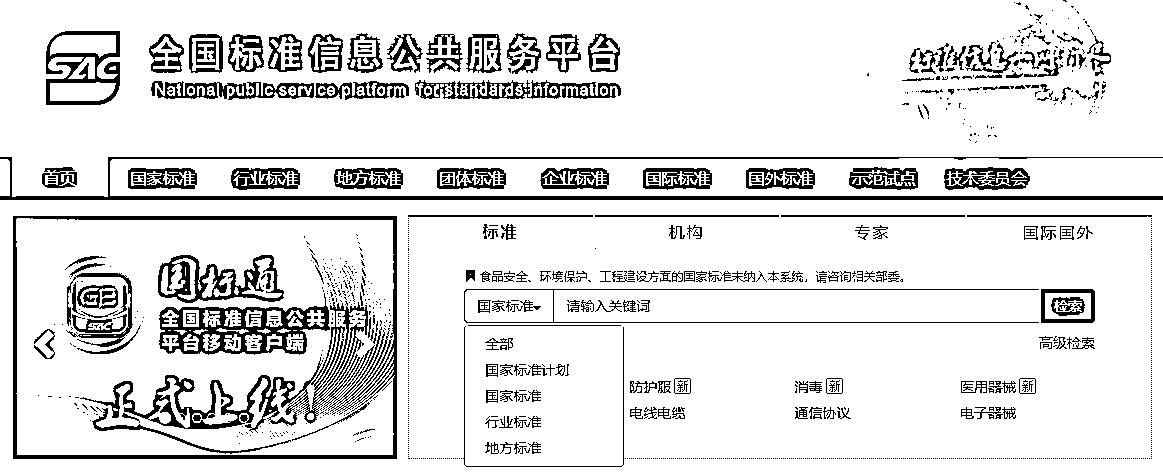 SAC 全国标准信息公共服务平台
National public service platform for standards information
首页 国家标准 行业标准 地方标准 团体标准 企业标准 国际标准 国外标准 示范试点 技术委员会
标准 机构 专家 国际国外
食品安全、环境保护、工程建设方面的国家标准未纳入本系统，请咨询相关部委。
国家标准 请输入关键词 检索
高级检索
全部
国家标准计划
国家标准
行业标准
地方标准
防护服 新 消毒 新 医用器械 新
电线电缆 通信协议 电子器械
GB
SAC
国标通
全国标准信息公共服务
平台移动客户端
正式上线！